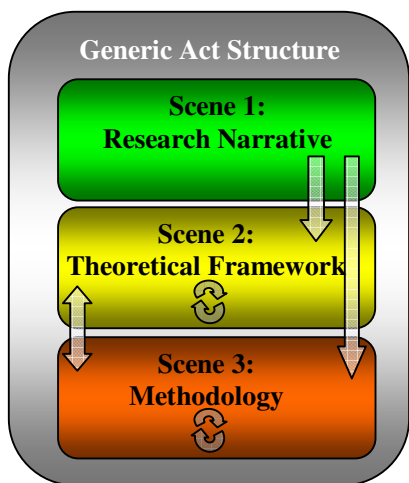 Generic Act Structure
Scene 1:
Research Narrative
Scene 2:
Theoretical Framework
Scene 3:
Methodology